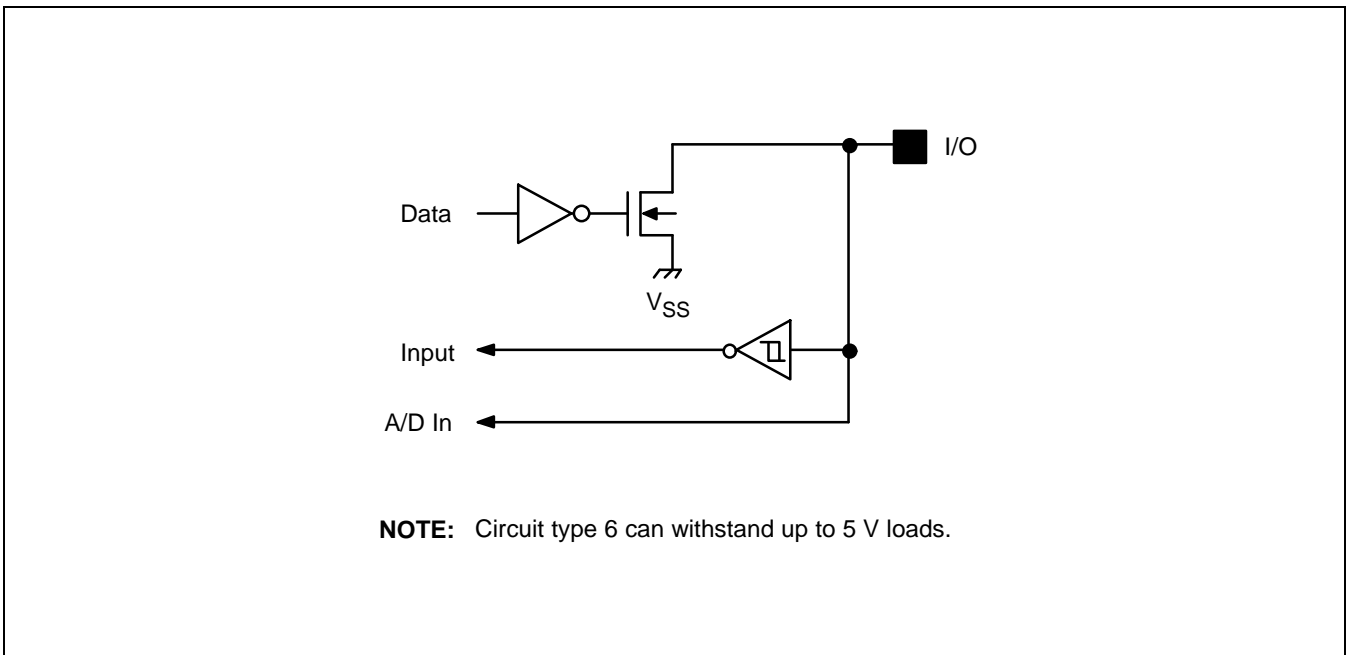 I/O
Data
VSS
Input
A/D In
NOTE: Circuit type 6 can withstand up to 5 V loads.